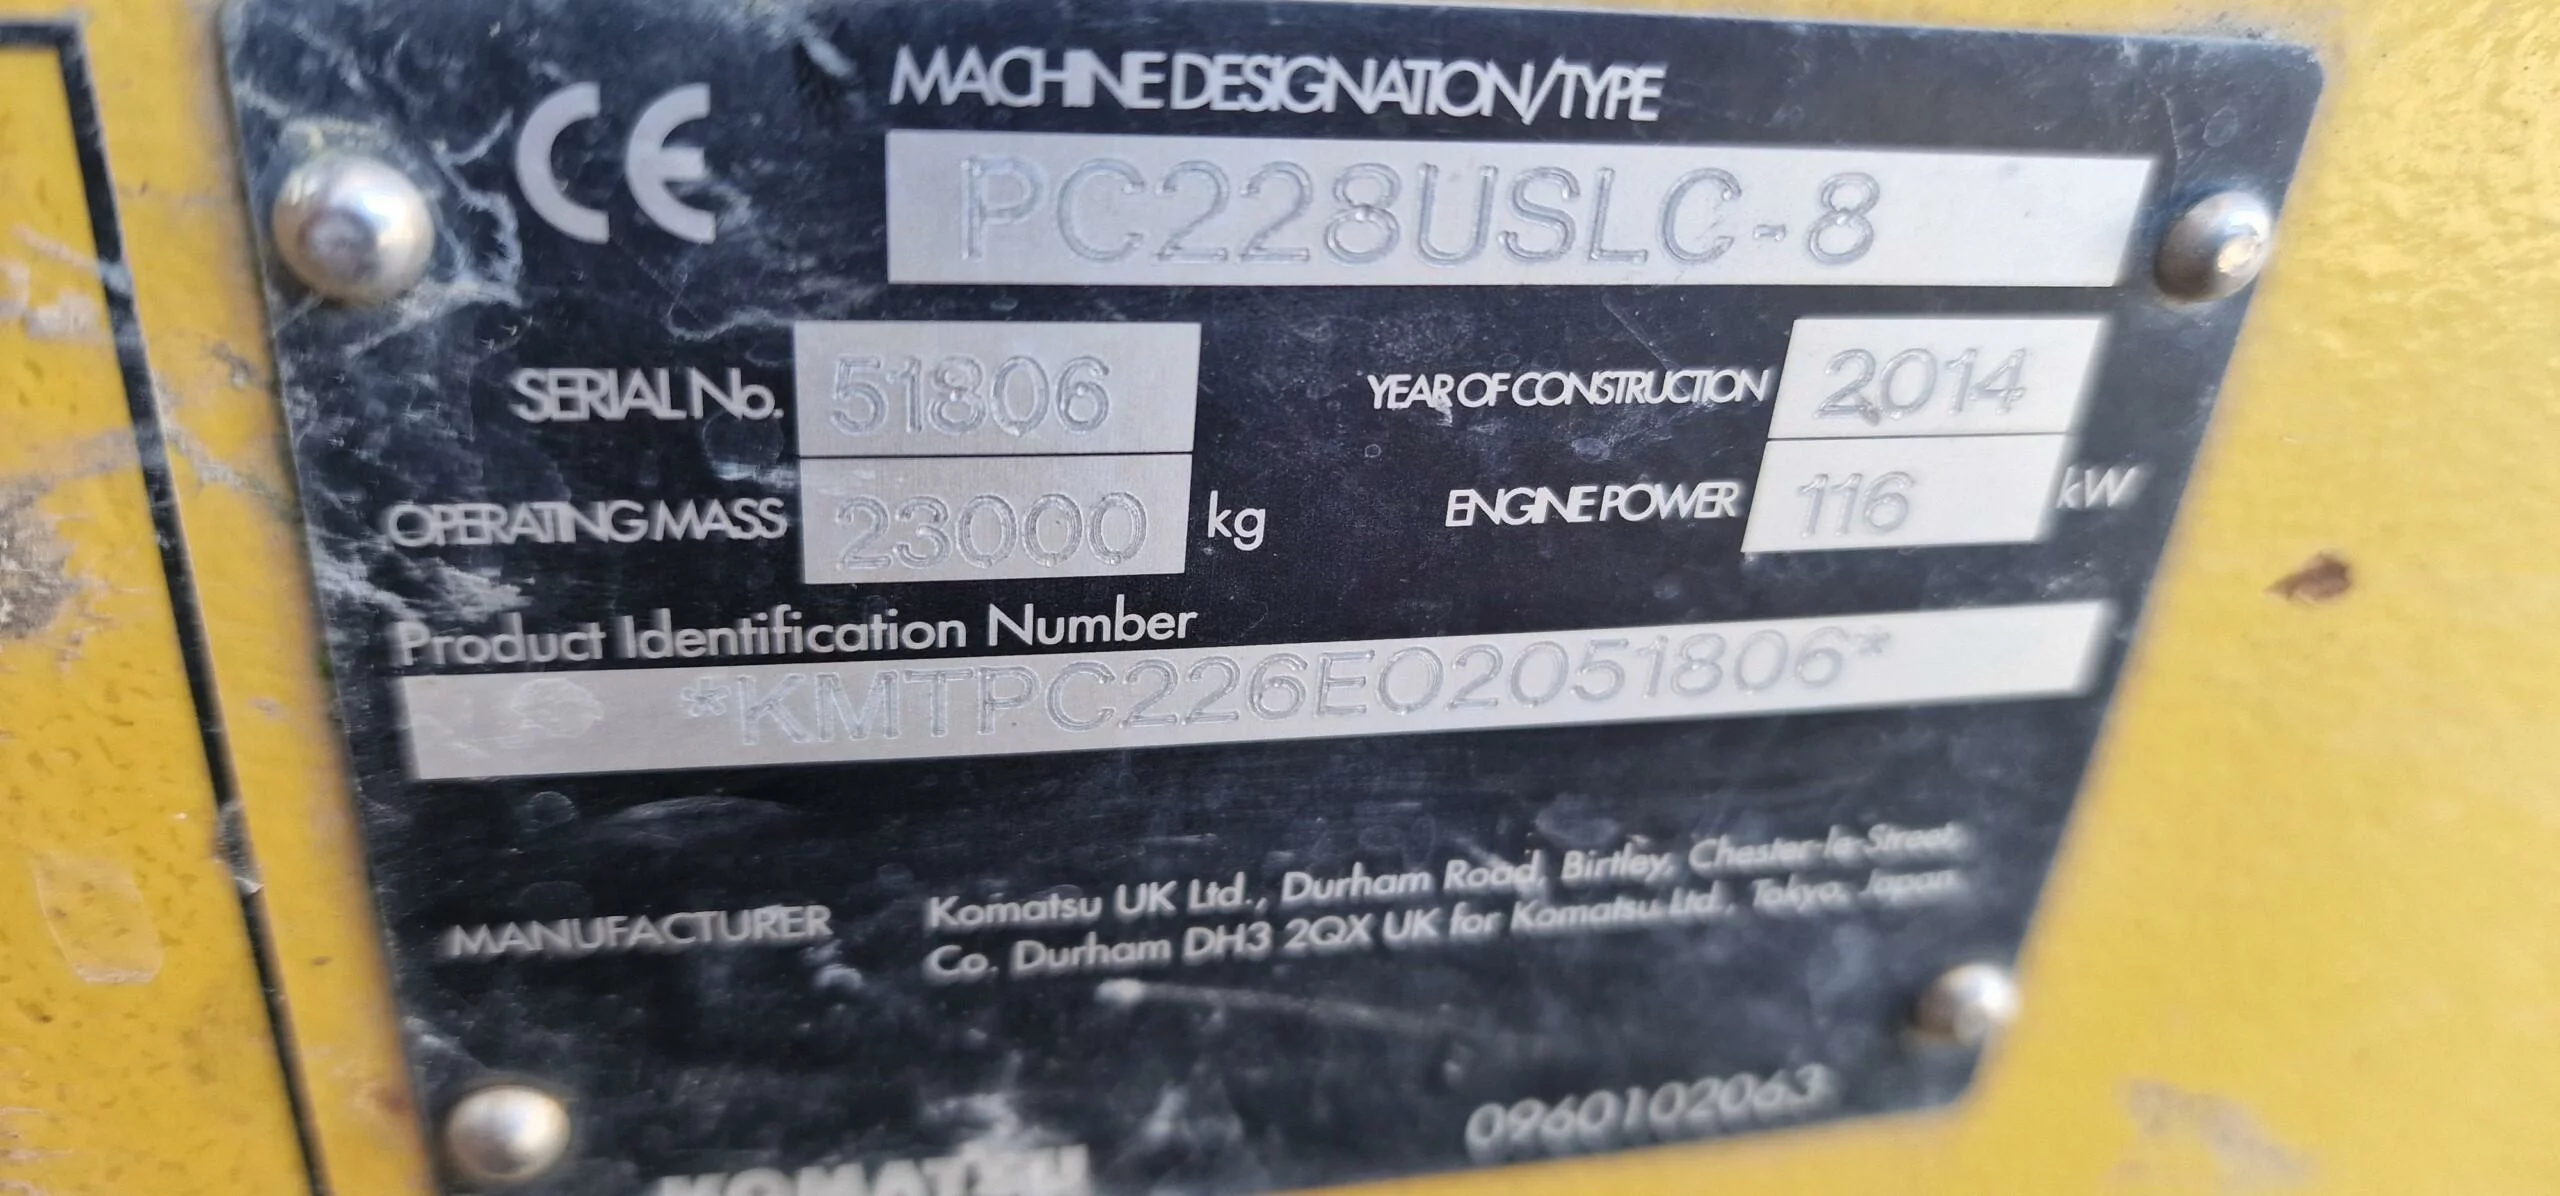 CE
MACHINE DESIGNATION/TYPE
PC228USLC-8
SERIAL No. 51806
YEAR OF CONSTRUCTION 2014
OPERATING MASS 23000 kg
ENGINE POWER 116 kW
Product Identification Number
*KMTPC226E02051806*
MANUFACTURER
Komatsu UK Ltd., Durham Road, Birtley, Chester-le-Street
Co. Durham DH3 2QX UK for Komatsu Ltd., Tokyo, Japan.
0960102063
KOMATSU